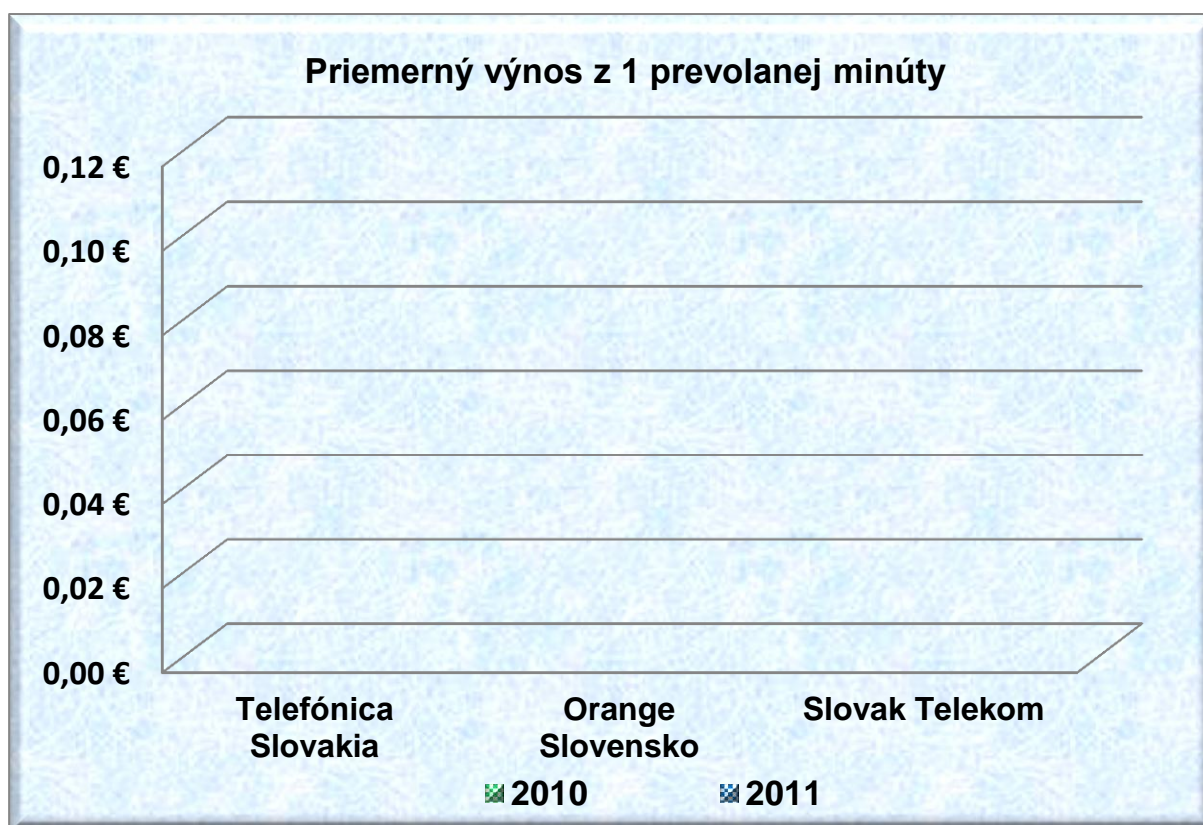 Priemerný výnos z 1 prevolanej minúty
0,12 €
0,10 €
0,08 €
0,06 €
0,04 €
0,02 €
0,00 €
Telefónica
Slovakia
Orange
Slovensko
Slovak Telekom
2010
2011